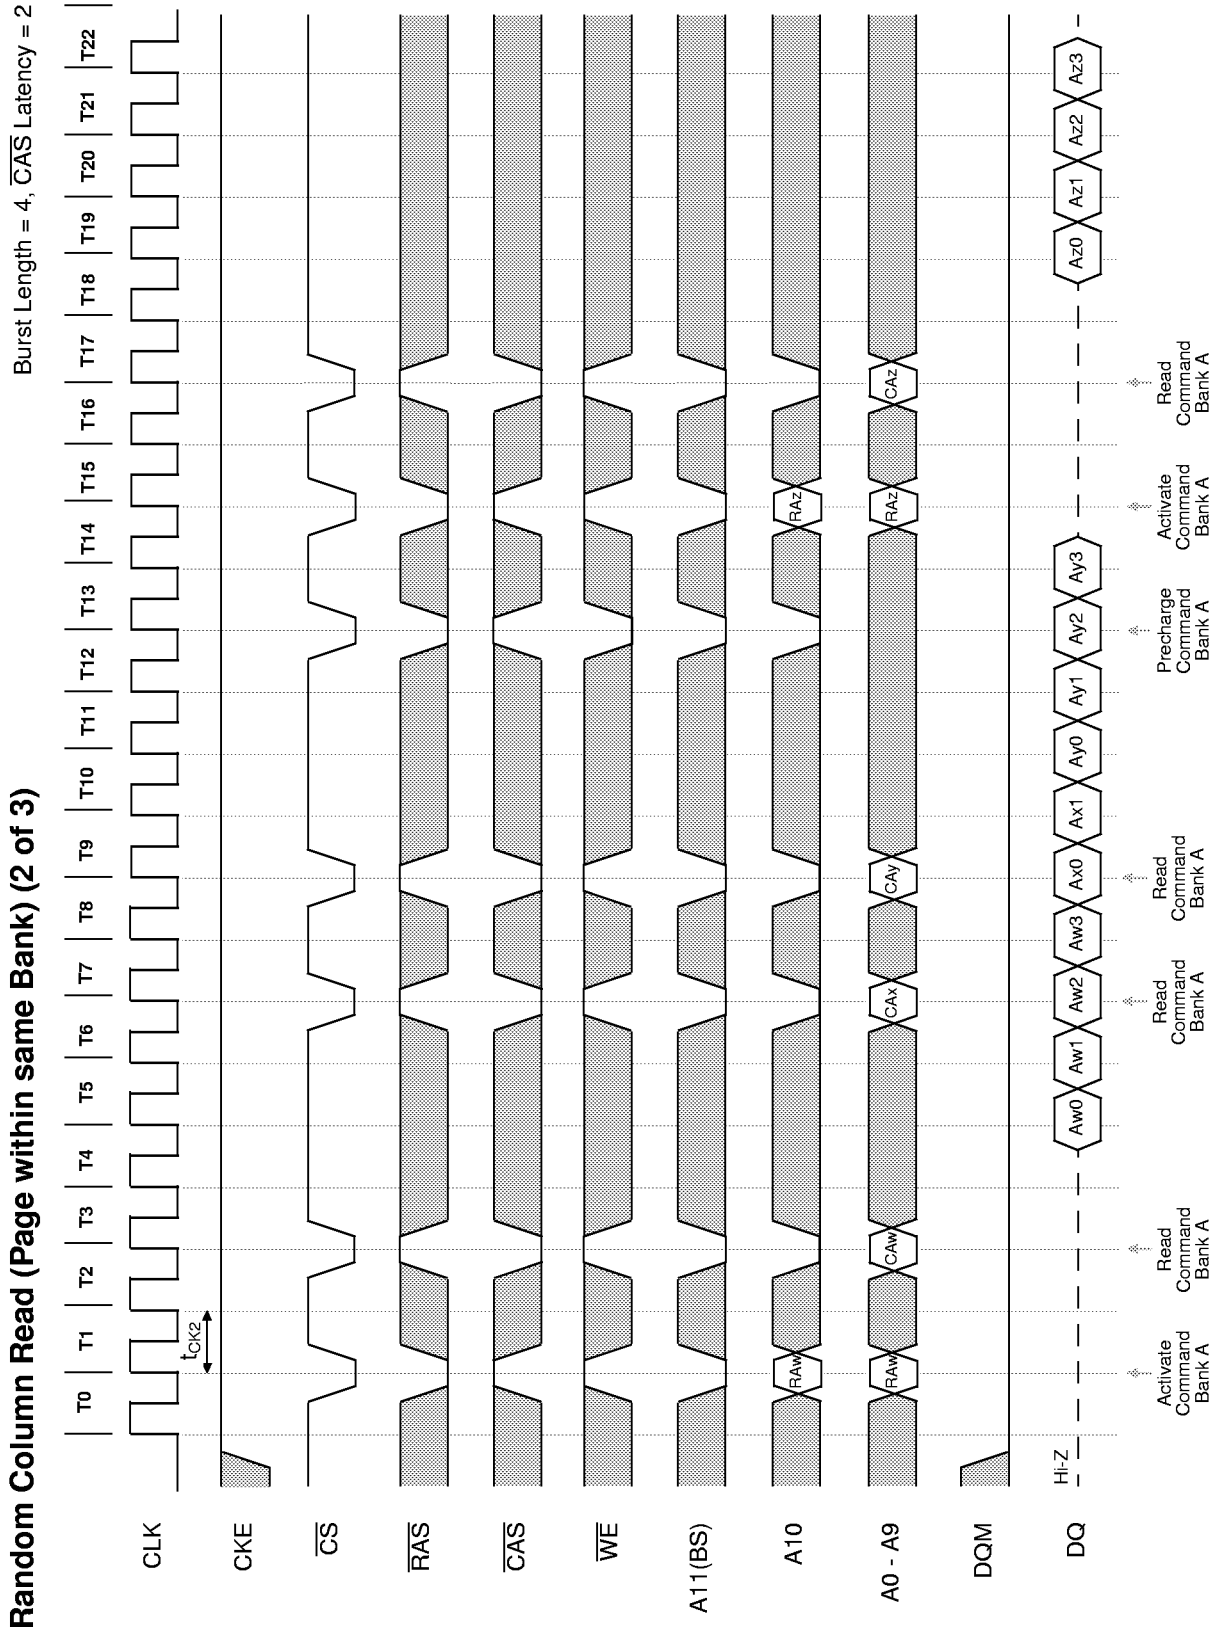 Random Column Read (Page within same Bank) (2 of 3)
Burst Length = 4, CAS Latency = 2
T0 T1 T2 T3 T4 T5 T6 T7 T8 T9 T10 T11 T12 T13 T14 T15 T16 T17 T18 T19 T20 T21 T22
CLK
tCK2
CKE
CS
RAS
CAS
WE
A11(BS)
A10
RAw RAz
A0 - A9
RAw CAw CAx CAy RAz CAz
DQM
DQ
Hi-Z
Aw0 Aw1 Aw2 Aw3 Ax0 Ax1 Ay0 Ay1 Ay2 Ay3 Az0 Az1 Az2 Az3
Activate
Command
Bank A
Read
Command
Bank A
Read
Command
Bank A
Read
Command
Bank A
Precharge
Command
Bank A
Activate
Command
Bank A
Read
Command
Bank A